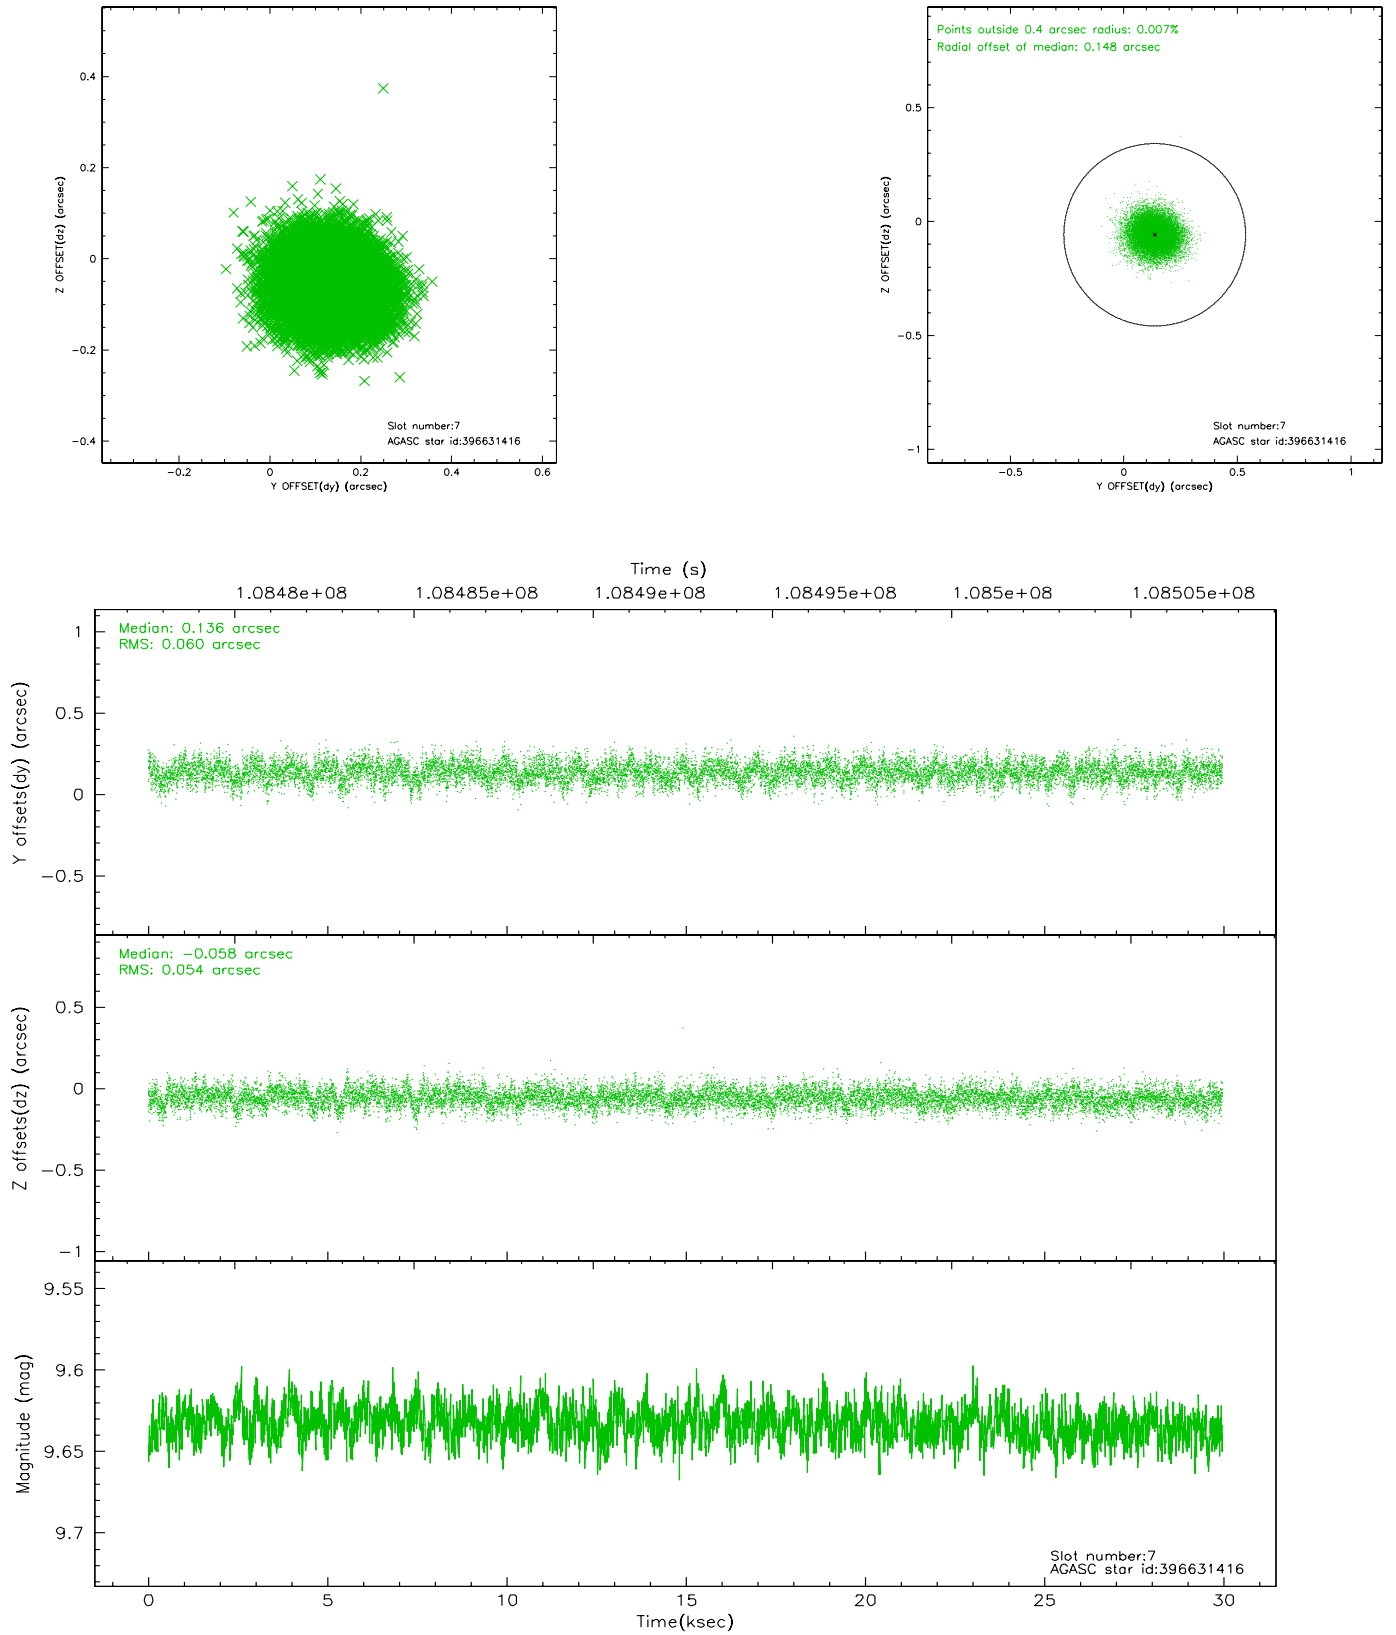 0.4
0.2
0
−0.2
−0.4
Z OFFSET(dz) (arcsec)
Slot number:7
AGASC star id:396631416
−0.2 0 0.2 0.4 0.6
Y OFFSET(dy) (arcsec)
Points outside 0.4 arcsec radius: 0.007%
Radial offset of median: 0.148 arcsec
0.5
0
−0.5
−1
Z OFFSET(dz) (arcsec)
Slot number:7
AGASC star id:396631416
−0.5 0 0.5 1
Y OFFSET(dy) (arcsec)
Time (s)
1.0848e+08 1.08485e+08 1.0849e+08 1.08495e+08 1.085e+08 1.08505e+08
Median: 0.136 arcsec
RMS: 0.060 arcsec
1
0.5
0
−0.5
Y offsets(dy) (arcsec)
Median: −0.058 arcsec
RMS: 0.054 arcsec
0.5
0
−0.5
−1
Z offsets(dz) (arcsec)
9.55
9.6
9.65
9.7
Magnitude (mag)
Slot number:7
AGASC star id:396631416
0 5 10 15 20 25 30
Time(ksec)